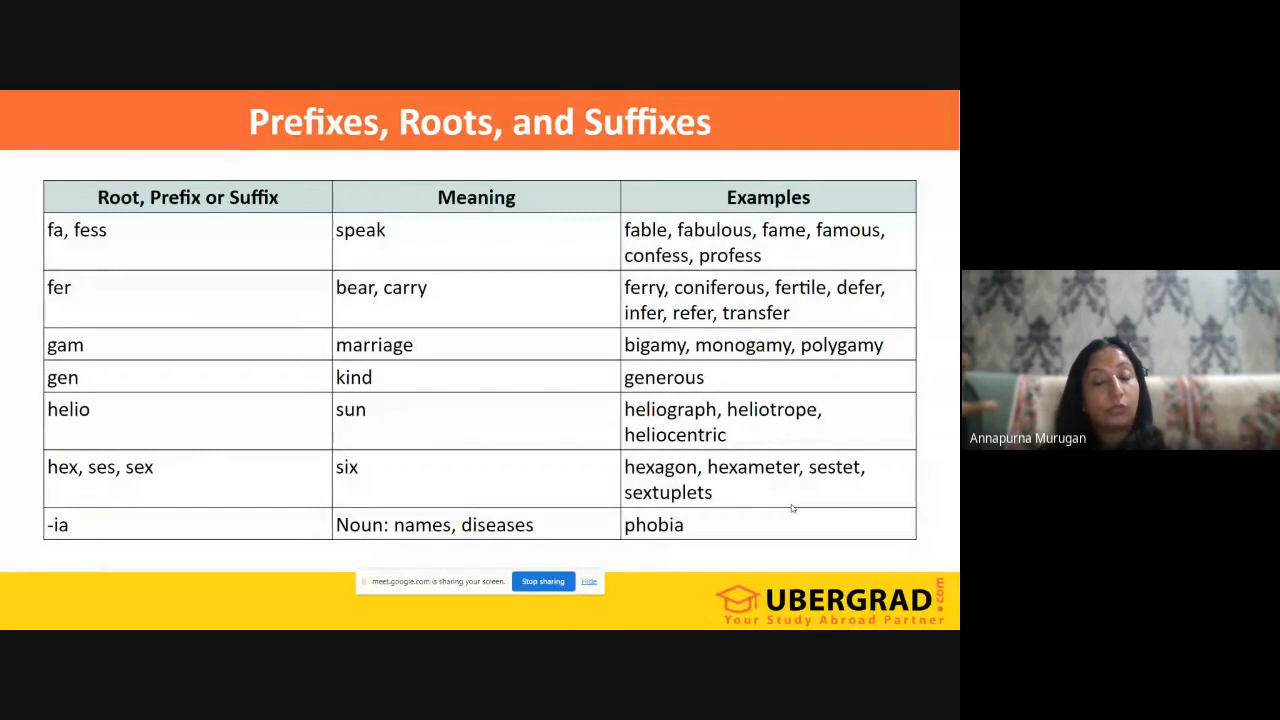 Prefixes, Roots, and Suffixes
Root, Prefix or Suffix Meaning Examples
fa, fess speak fable, fabulous, fame, famous,
confess, profess
fer bear, carry ferry, coniferous, fertile, defer,
infer, refer, transfer
gam marriage bigamy, monogamy, polygamy
gen kind generous
helio sun heliograph, heliotrope,
heliocentric
hex, ses, sex six hexagon, hexameter, sestet,
sextuplets
-ia Noun: names, diseases phobia
meet.google.com is sharing your screen. Stop sharing Hide
UBERGRAD.com
Your Study Abroad Partner
Annapurna Murugan